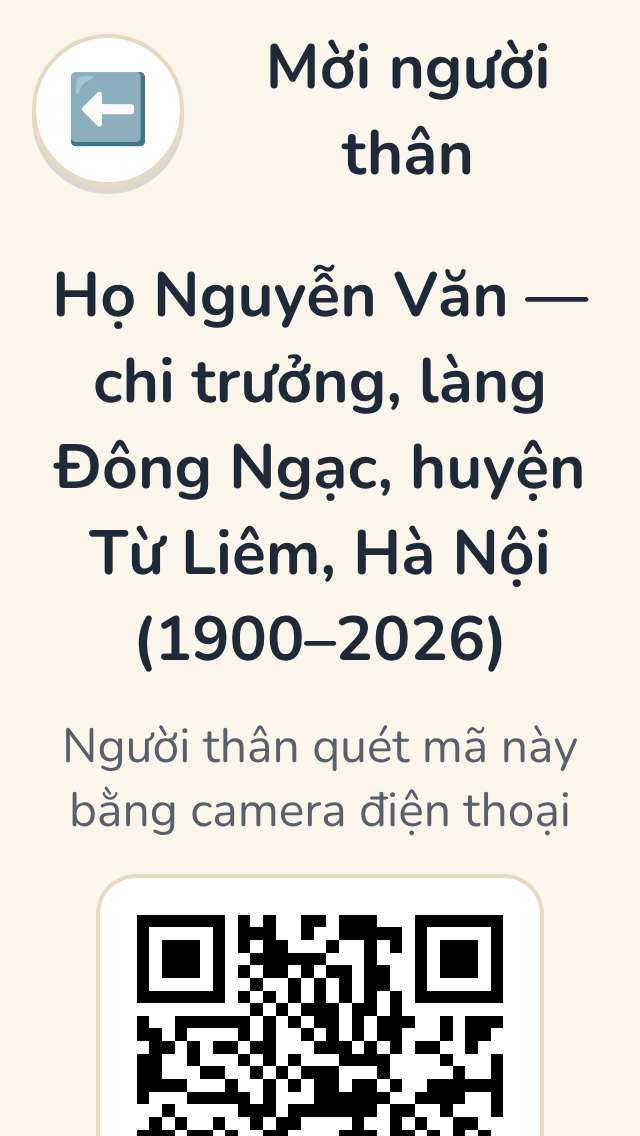 Mời người
thân
Họ Nguyễn Văn —
chi trưởng, làng
Đông Ngạc, huyện
Từ Liêm, Hà Nội
(1900–2026)
Người thân quét mã này
bằng camera điện thoại